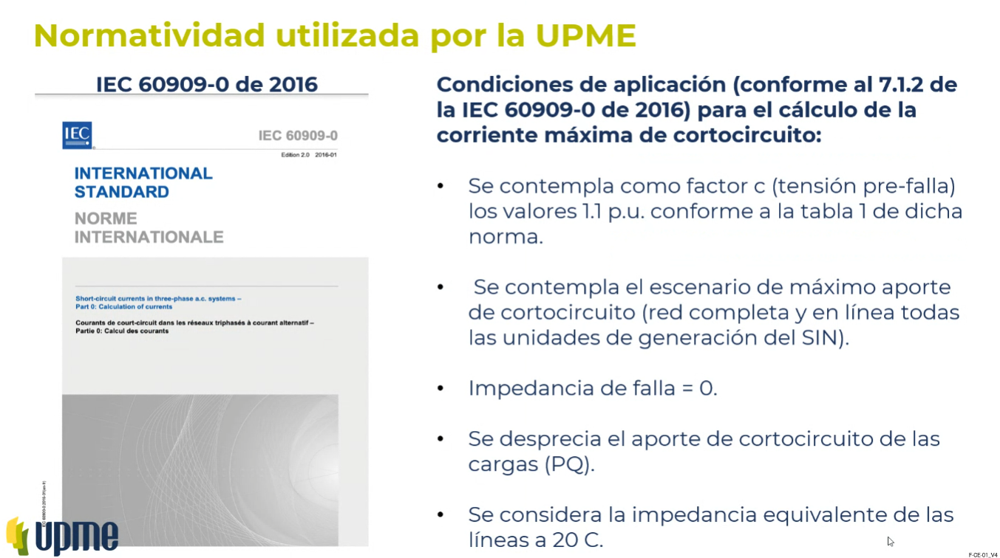 Normatividad utilizada por la UPME
IEC 60909-0 de 2016
IEC
®
IEC 60909-0
Edition 2.0 2016-01
INTERNATIONAL
STANDARD
NORME
INTERNATIONALE
Short-circuit currents in three-phase a.c. systems –
Part 0: Calculation of currents
Courants de court-circuit dans les réseaux triphasés à courant alternatif –
Partie 0: Calcul des courants
IEC 60909-0:2016-01(en-fr)
upme
Condiciones de aplicación (conforme al 7.1.2 de
la IEC 60909-0 de 2016) para el cálculo de la
corriente máxima de cortocircuito:
• Se contempla como factor c (tensión pre-falla)
los valores 1.1 p.u. conforme a la tabla 1 de dicha
norma.
• Se contempla el escenario de máximo aporte
de cortocircuito (red completa y en línea todas
las unidades de generación del SIN).
• Impedancia de falla = 0.
• Se desprecia el aporte de cortocircuito de las
cargas (PQ).
• Se considera la impedancia equivalente de las
líneas a 20 C.
F-CE-01_V4